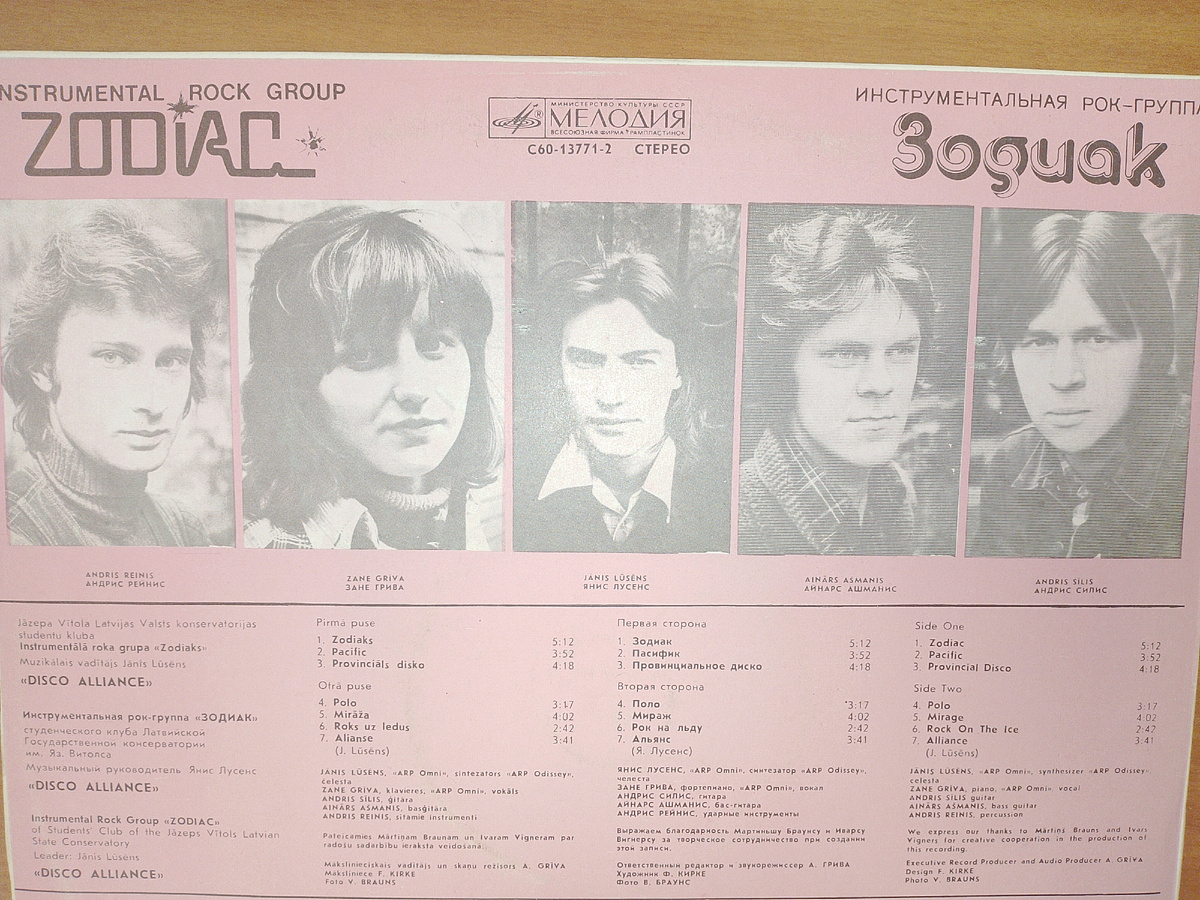 NSTRUMENTAL ROCK GROUP
ZODiAC
МИНИСТЕРСТВО КУЛЬТУРЫ СССР
МЕЛОДИЯ
ВСЕСОЮЗНАЯ ФИРМА ГРАМПЛАСТИНОК
С60-13771-2 СТЕРЕО
ИНСТРУМЕНТАЛЬНАЯ РОК-ГРУППА
Зодиак
ANDRIS REINIS
АНДРИС РЕЙНИС
ZANE GRĪVA
ЗАНЕ ГРИВА
JĀNIS LŪSĒNS
ЯНИС ЛУСЕНС
AINĀRS AŠMANIS
АЙНАРС АШМАНИС
ANDRIS SĪLIS
АНДРИС СИЛИС
Jāzepa Vītola Latvijas Valsts konservatorijas
studentu kluba
Instrumentālā roka grupa «Zodiaks»
Muzikālais vadītājs Jānis Lūsēns
«DISCO ALLIANCE»
Инструментальная рок-группа «ЗОДИАК»
студенческого клуба Латвийской
Государственной консерватории
им. Яз. Витолса
Музыкальный руководитель Янис Лусенс
«DISCO ALLIANCE»
Instrumental Rock Group «ZODIAC»
of Students' Club of the Jāzeps Vītols Latvian
State Conservatory
Leader: Jānis Lūsēns
«DISCO ALLIANCE»
Pirmā puse
1. Zodiaks 5:12
2. Pacific 3:52
3. Provinciāls disko 4:18
Otrā puse
4. Polo 3:17
5. Mirāža 4:02
6. Roks uz ledus 2:42
7. Alianse 3:41
(J. Lūsēns)
JĀNIS LŪSĒNS, «ARP Omni», sintezators «ARP Odissey»,
čelesta
ZANE GRĪVA, klavieres, «ARP Omni», vokāls
ANDRIS SĪLIS, ģitāra
AINĀRS AŠMANIS, basģitāra
ANDRIS REINIS, sitamie instrumenti
Pateicamies Mārtiņam Braunam un Ivaram Vīgneram par
radošu sadarbību ieraksta veidošanā.
Mākslinieciskais vadītājs un skaņu režisors A. GRĪVA
Māksliniece F. KIRKE
Foto V. BRAUNS
Первая сторона
1. Зодиак 5:12
2. Пасифик 3:52
3. Провинциальное диско 4:18
Вторая сторона
4. Поло 3:17
5. Мираж 4:02
6. Рок на льду 2:42
7. Альянс 3:41
(Я. Лусенс)
ЯНИС ЛУСЕНС, «ARP Omni», синтезатор «ARP Odissey»,
челеста
ЗАНЕ ГРИВА, фортепиано, «ARP Omni», вокал
АНДРИС СИЛИС, гитара
АЙНАРС АШМАНИС, бас-гитара
АНДРИС РЕЙНИС, ударные инструменты
Выражаем благодарность Мартиньшу Браунсу и Иварсу
Вигнерсу за творческое сотрудничество при создании
этой записи.
Ответственный редактор и звукорежиссер А. ГРИВА
Художник Ф. КИРКЕ
Фото В. БРАУНС
Side One
1. Zodiac 5:12
2. Pacific 3:52
3. Provincial Disco 4:18
Side Two
4. Polo 3:17
5. Mirage 4:02
6. Rock On The Ice 2:42
7. Alliance 3:41
(J. Lūsēns)
JĀNIS LŪSĒNS, «ARP Omni», synthesizer «ARP Odissey»,
celesta
ZANE GRĪVA, piano, «ARP Omni», vocal
ANDRIS SĪLIS guitar
AINĀRS AŠMANIS, bass guitar
ANDRIS REINIS, percussion
We express our thanks to Mārtiņš Brauns and Ivars
Vīgners for creative cooperation in the production of
this recording.
Executive Record Producer and Audio Producer A. GRĪVA
Design F. KIRKE
Photo V. BRAUNS